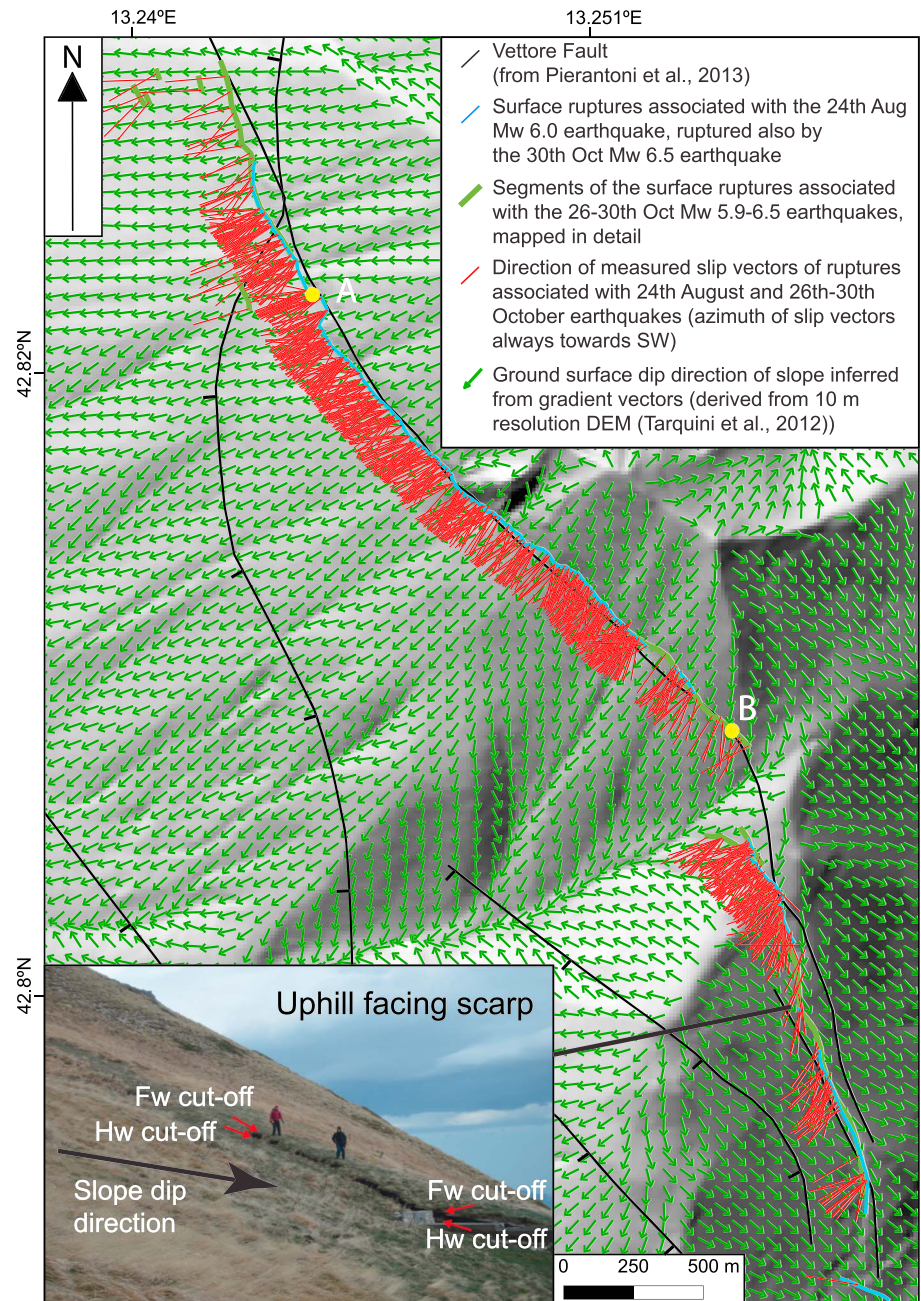 13.24ºE
13.251ºE
N
Vettore Fault
(from Pierantoni et al., 2013)
Surface ruptures associated with the 24th Aug
Mw 6.0 earthquake, ruptured also by
the 30th Oct Mw 6.5 earthquake
Segments of the surface ruptures associated
with the 26-30th Oct Mw 5.9-6.5 earthquakes,
mapped in detail
Direction of measured slip vectors of ruptures
associated with 24th August and 26th-30th
October earthquakes (azimuth of slip vectors
always towards SW)
Ground surface dip direction of slope inferred
from gradient vectors (derived from 10 m
resolution DEM (Tarquini et al., 2012))
A
42.82ºN
B
42.8ºN
Uphill facing scarp
Fw cut-off
Hw cut-off
Slope dip
direction
Fw cut-off
Hw cut-off
0 250 500 m